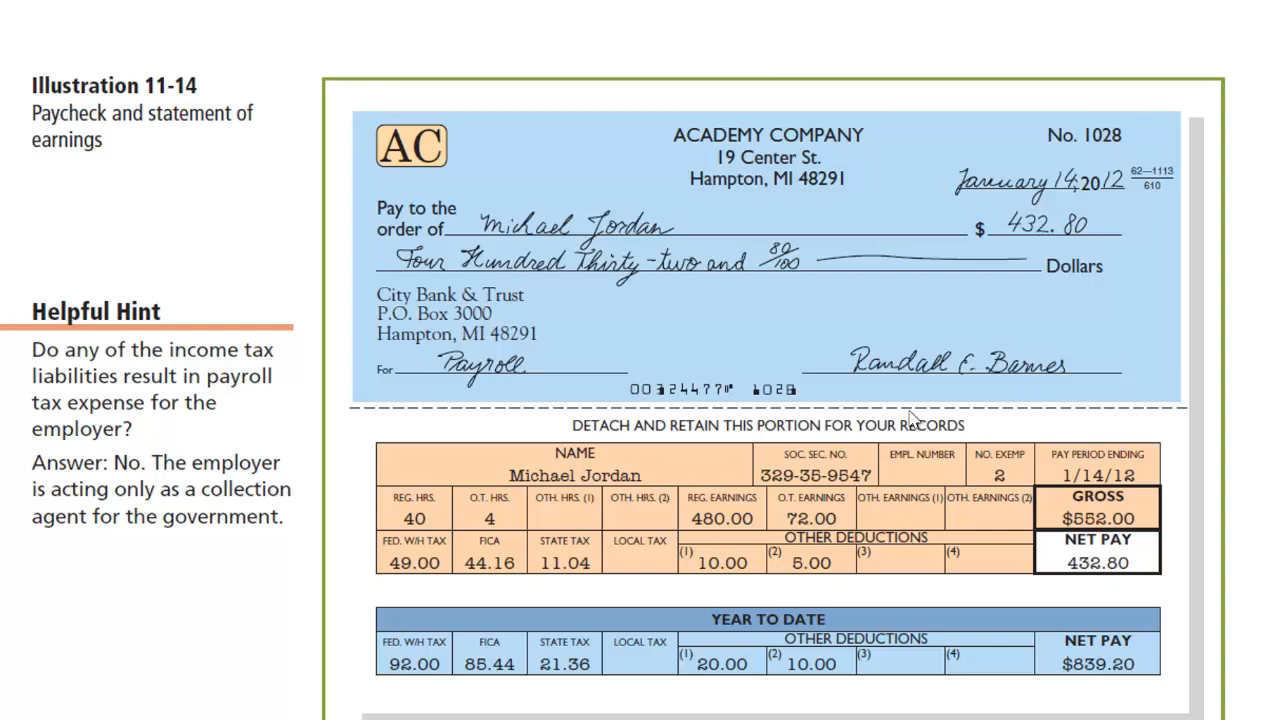 Illustration 11-14
Paycheck and statement of
earnings
Helpful Hint
Do any of the income tax
liabilities result in payroll
tax expense for the
employer?
Answer: No. The employer
is acting only as a collection
agent for the government.
AC
ACADEMY COMPANY
19 Center St.
Hampton, MI 48291
No. 1028
January 14, 2012
62—1113
610
Pay to the
order of Michael Jordan $ 432.80
Four Hundred Thirty-two and 80/100 Dollars
City Bank & Trust
P.O. Box 3000
Hampton, MI 48291
For Payroll
Randall E. Barnes
00324477⑈ 1028
DETACH AND RETAIN THIS PORTION FOR YOUR RECORDS
NAME SOC. SEC. NO. EMPL. NUMBER NO. EXEMP PAY PERIOD ENDING
Michael Jordan 329-35-9547 2 1/14/12
REG. HRS. O.T. HRS. OTH. HRS. (1) OTH. HRS. (2) REG. EARNINGS O.T. EARNINGS OTH. EARNINGS (1) OTH. EARNINGS (2) GROSS
40 4 480.00 72.00 $552.00
FED. W/H TAX FICA STATE TAX LOCAL TAX OTHER DEDUCTIONS NET PAY
(1) (2) (3) (4)
49.00 44.16 11.04 10.00 5.00 432.80
YEAR TO DATE
FED. W/H TAX FICA STATE TAX LOCAL TAX OTHER DEDUCTIONS NET PAY
(1) (2) (3) (4)
92.00 85.44 21.36 20.00 10.00 $839.20